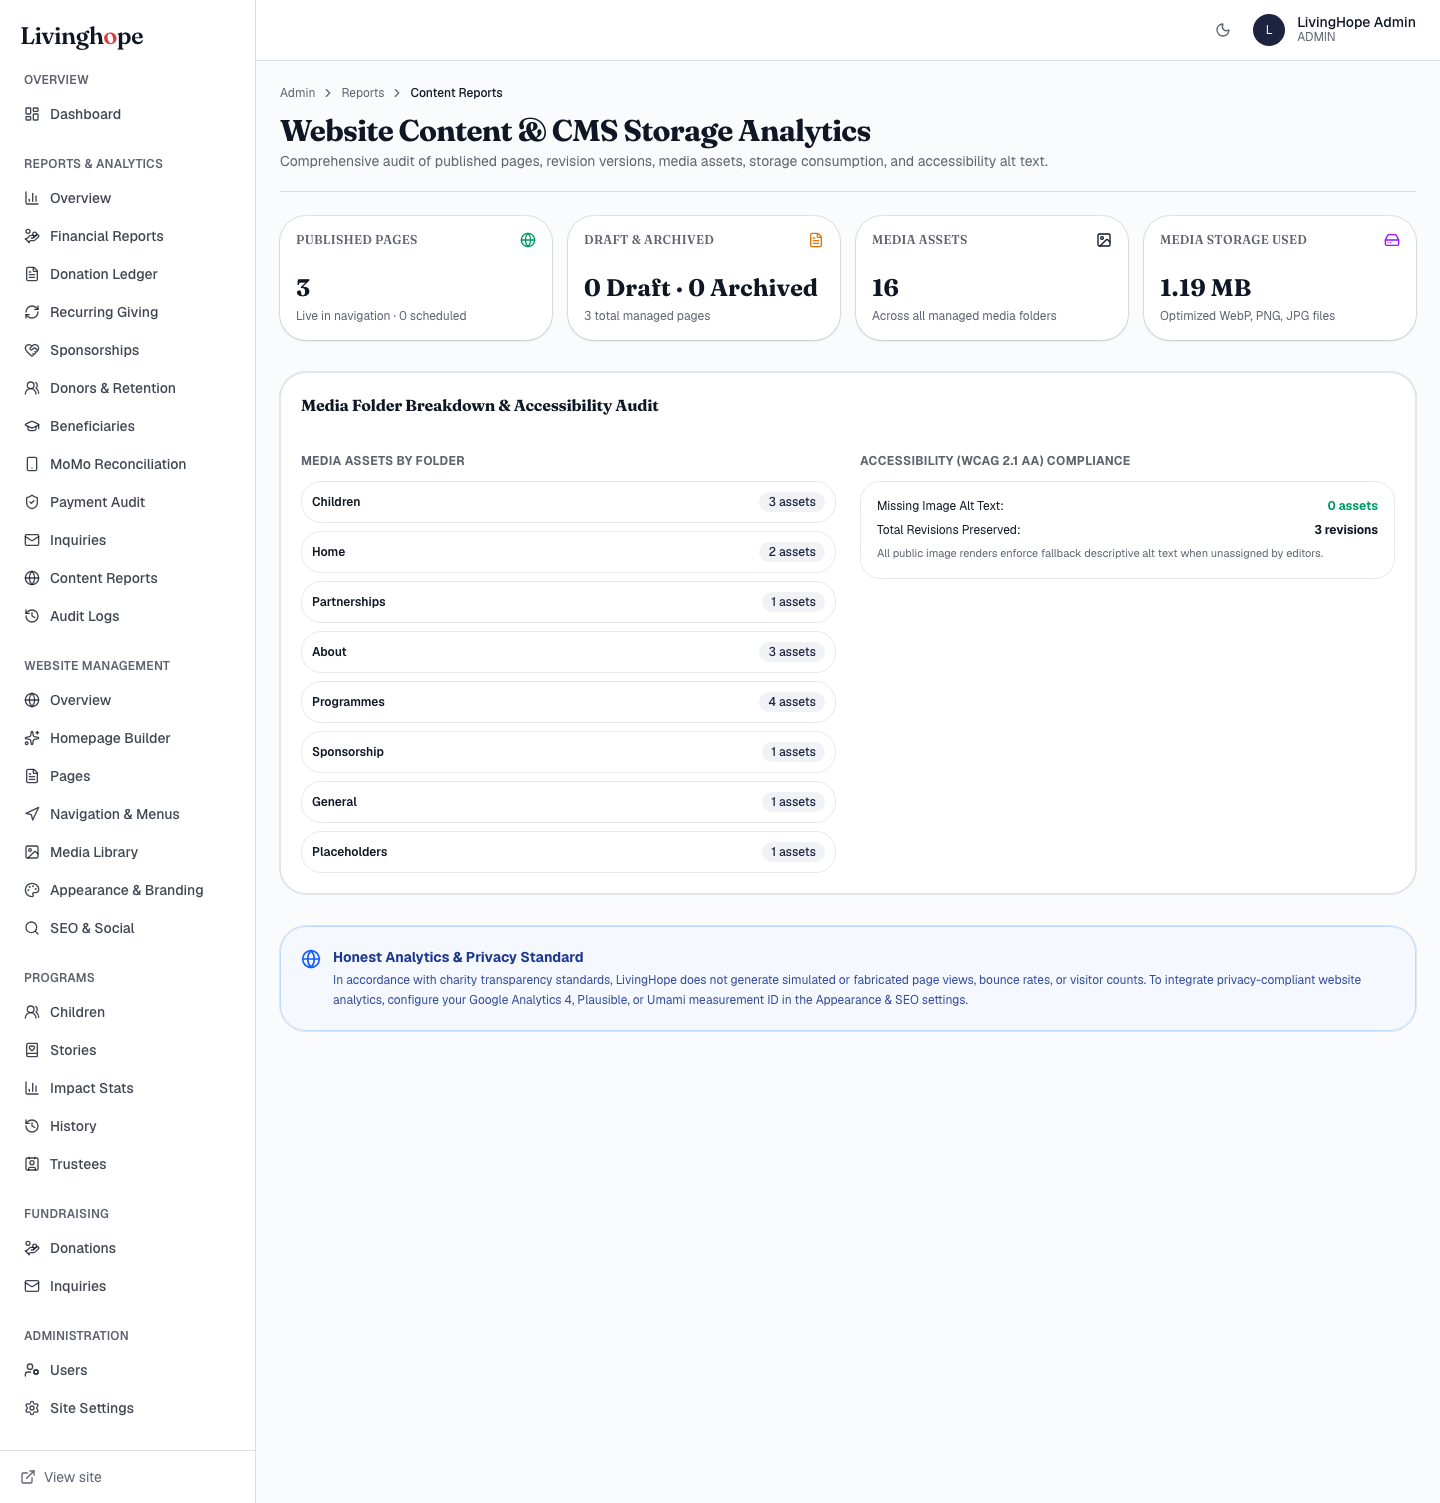 Livinghope
OVERVIEW
Dashboard
REPORTS & ANALYTICS
Overview
Financial Reports
Donation Ledger
Recurring Giving
Sponsorships
Donors & Retention
Beneficiaries
MoMo Reconciliation
Payment Audit
Inquiries
Content Reports
Audit Logs
WEBSITE MANAGEMENT
Overview
Homepage Builder
Pages
Navigation & Menus
Media Library
Appearance & Branding
SEO & Social
PROGRAMS
Children
Stories
Impact Stats
History
Trustees
FUNDRAISING
Donations
Inquiries
ADMINISTRATION
Users
Site Settings
View site
L
LivingHope Admin
ADMIN
Admin > Reports > Content Reports
Website Content & CMS Storage Analytics
Comprehensive audit of published pages, revision versions, media assets, storage consumption, and accessibility alt text.
PUBLISHED PAGES
3
Live in navigation · 0 scheduled
DRAFT & ARCHIVED
0 Draft · 0 Archived
3 total managed pages
MEDIA ASSETS
16
Across all managed media folders
MEDIA STORAGE USED
1.19 MB
Optimized WebP, PNG, JPG files
Media Folder Breakdown & Accessibility Audit
MEDIA ASSETS BY FOLDER
Children 3 assets
Home 2 assets
Partnerships 1 assets
About 3 assets
Programmes 4 assets
Sponsorship 1 assets
General 1 assets
Placeholders 1 assets
ACCESSIBILITY (WCAG 2.1 AA) COMPLIANCE
Missing Image Alt Text: 0 assets
Total Revisions Preserved: 3 revisions
All public image renders enforce fallback descriptive alt text when unassigned by editors.
Honest Analytics & Privacy Standard
In accordance with charity transparency standards, LivingHope does not generate simulated or fabricated page views, bounce rates, or visitor counts. To integrate privacy-compliant website
analytics, configure your Google Analytics 4, Plausible, or Umami measurement ID in the Appearance & SEO settings.